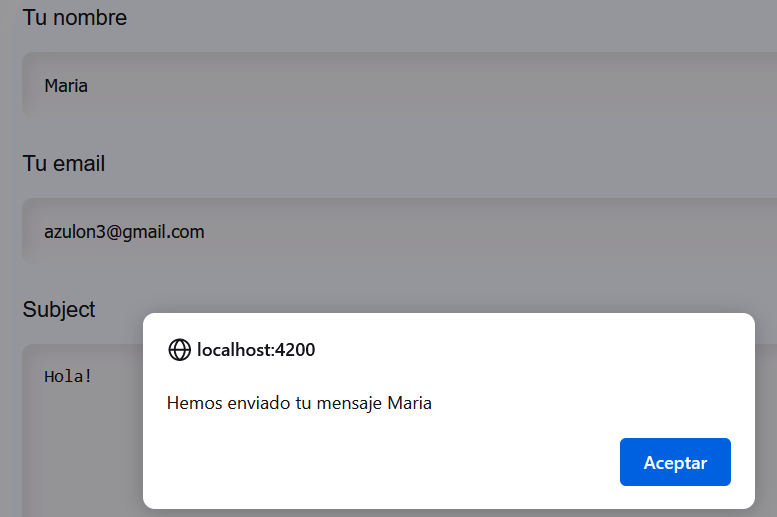 Tu nombre
Maria
Tu email
azulon3@gmail.com
Subject
Hola!
localhost:4200
Hemos enviado tu mensaje Maria
Aceptar